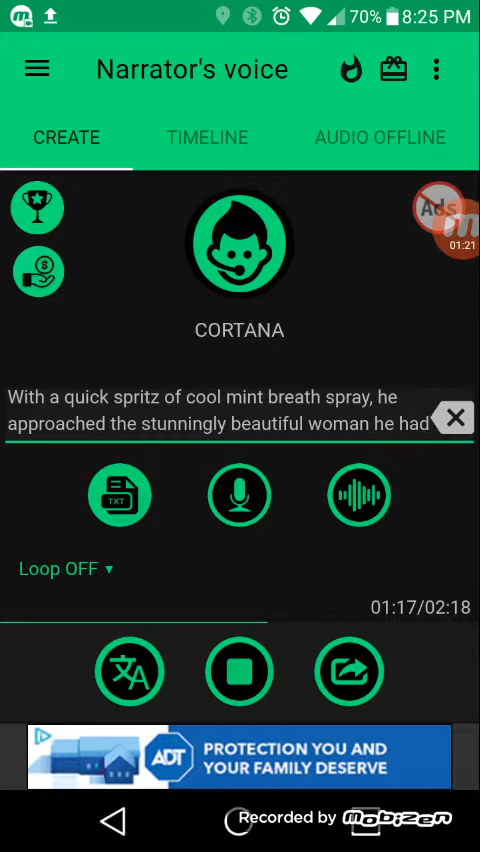 70% 8:25 PM
Narrator's voice
CREATE TIMELINE AUDIO OFFLINE
Ads
01:21
CORTANA
With a quick spritz of cool mint breath spray, he
approached the stunningly beautiful woman he had
TXT
Loop OFF
01:17/02:18
ADT PROTECTION YOU AND
YOUR FAMILY DESERVE
Recorded by mobizen